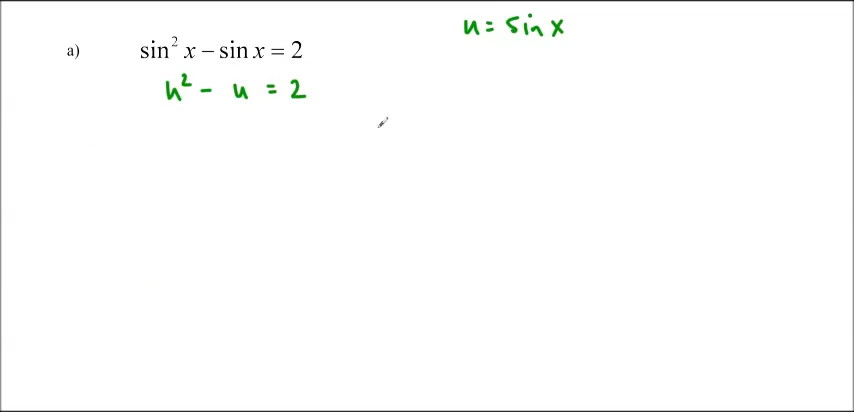 u = sin x
a) sin² x − sin x = 2
u² - u = 2